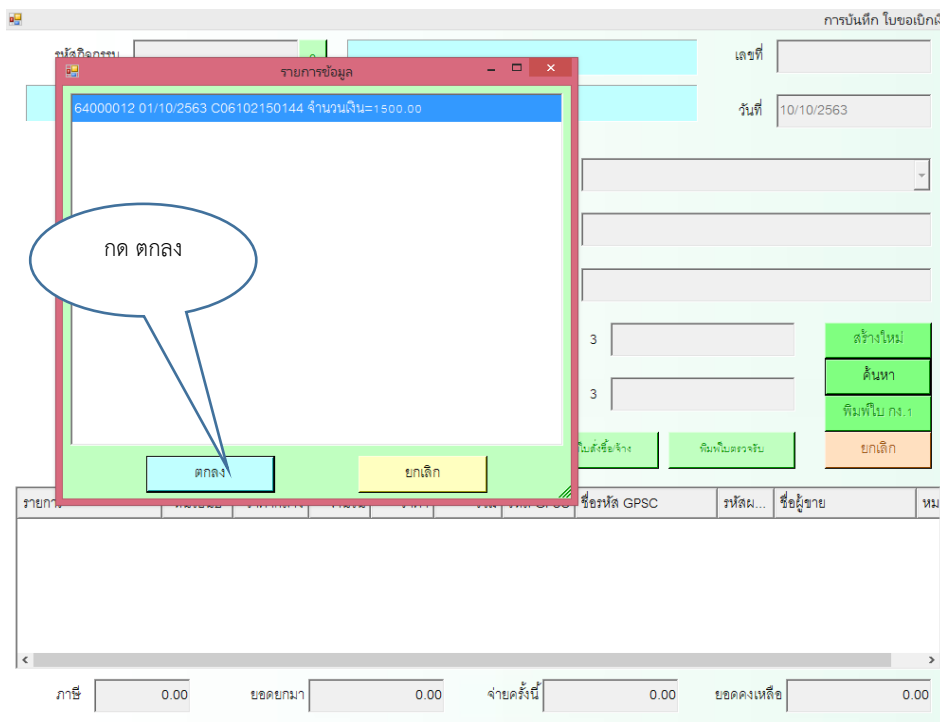 การบันทึก ใบขอเบิกเงิ
รหัสกิจกรรม
เลขที่
รายการข้อมูล
64000012 01/10/2563 C06102150144 จำนวนเงิน=1500.00
วันที่ 10/10/2563
กด ตกลง
3
สร้างใหม่
ค้นหา
3
พิมพ์ใบ กง.1
ใบสั่งซื้อ/จ้าง พิมพ์ใบตรวจรับ ยกเลิก
ตกลง ยกเลิก
รายการ ชื่อรหัส GPSC รหัสผ... ชื่อผู้ขาย หม
ภาษี 0.00 ยอดยกมา 0.00 จ่ายครั้งนี้ 0.00 ยอดคงเหลือ 0.00